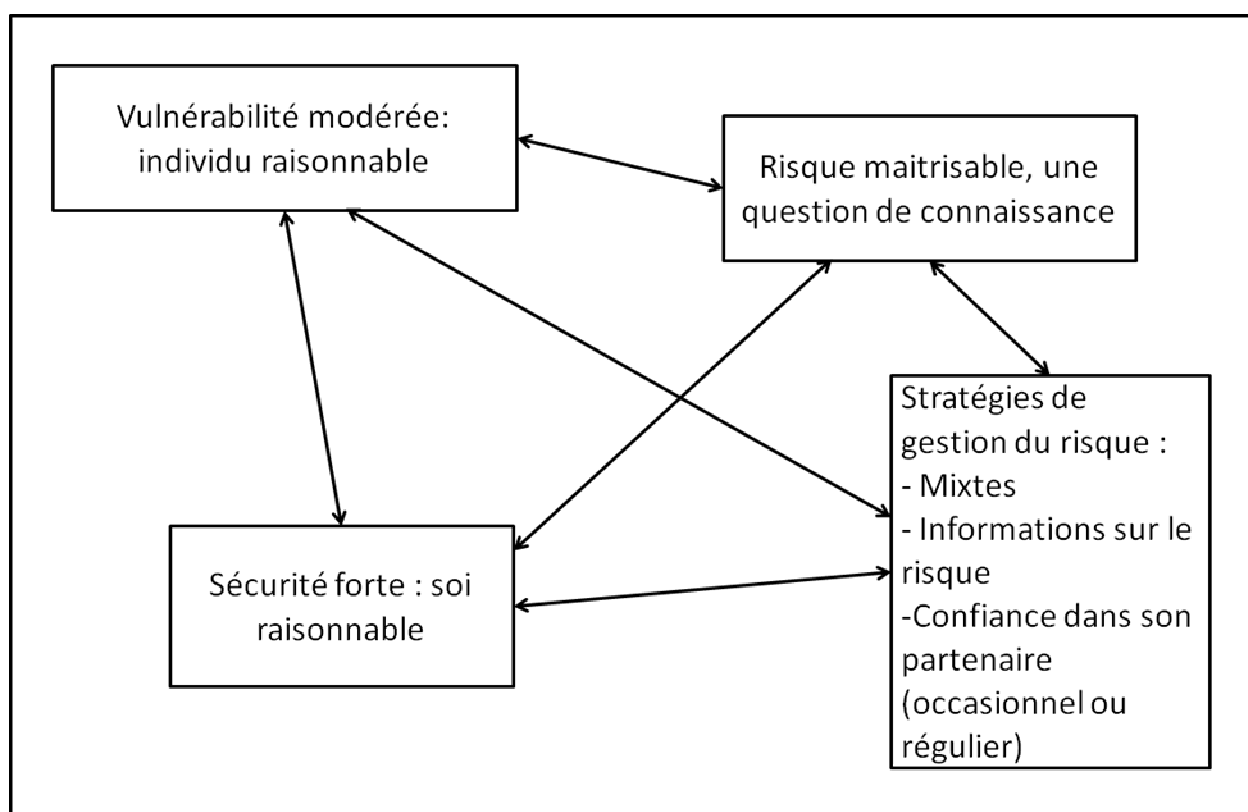 Vulnérabilité modérée:
individu raisonnable
Risque maitrisable, une
question de connaissance
Stratégies de
gestion du risque :
- Mixtes
- Informations sur le
risque
-Confiance dans son
partenaire
(occasionnel ou
régulier)
Sécurité forte : soi
raisonnable